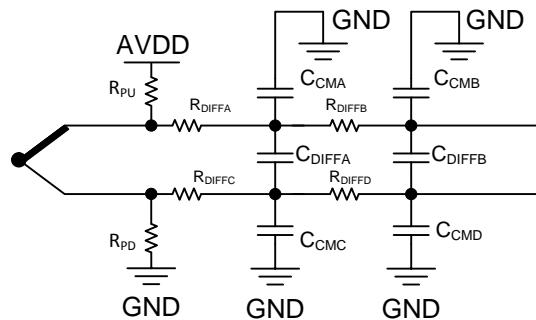 GND
GND
AVDD
C_CMA
C_CMB
R_PU
R_DIFFA
R_DIFFB
C_DIFFA
C_DIFFB
R_DIFFC
R_DIFFD
R_PD
C_CMC
C_CMD
GND
GND
GND